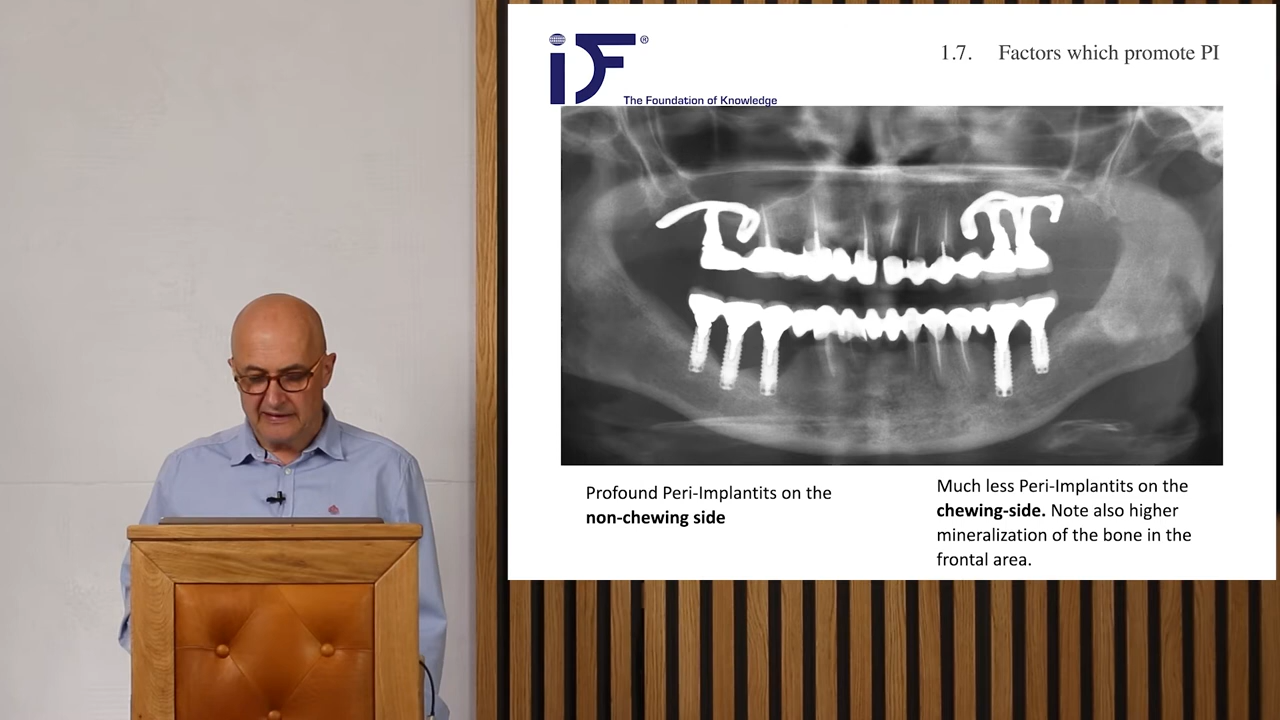 IDF®
The Foundation of Knowledge
1.7. Factors which promote PI
Profound Peri-Implantits on the
non-chewing side
Much less Peri-Implantits on the
chewing-side. Note also higher
mineralization of the bone in the
frontal area.